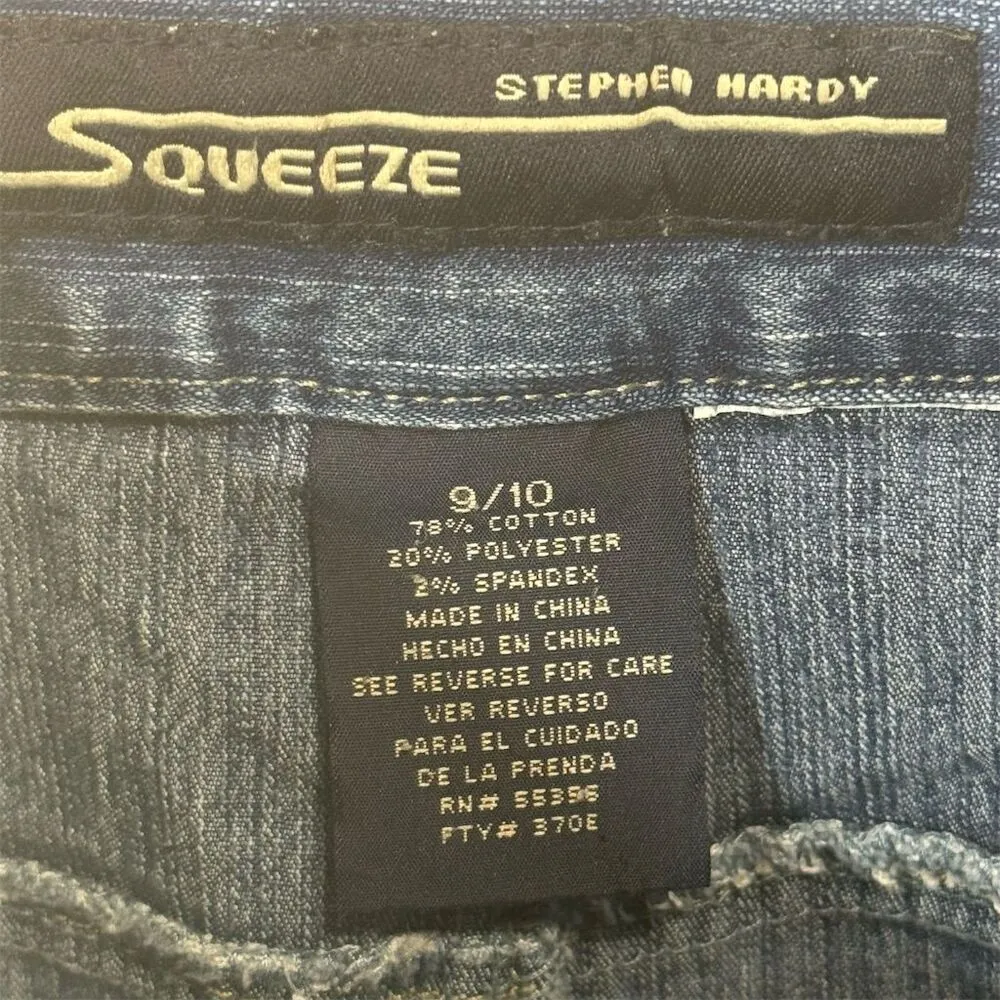 STEPHEN HARDY
SQUEEZE
9/10
78% COTTON
20% POLYESTER
2% SPANDEX
MADE IN CHINA
HECHO EN CHINA
SEE REVERSE FOR CARE
VER REVERSO
PARA EL CUIDADO
DE LA PRENDA
RN# 55396
FTY# 370E